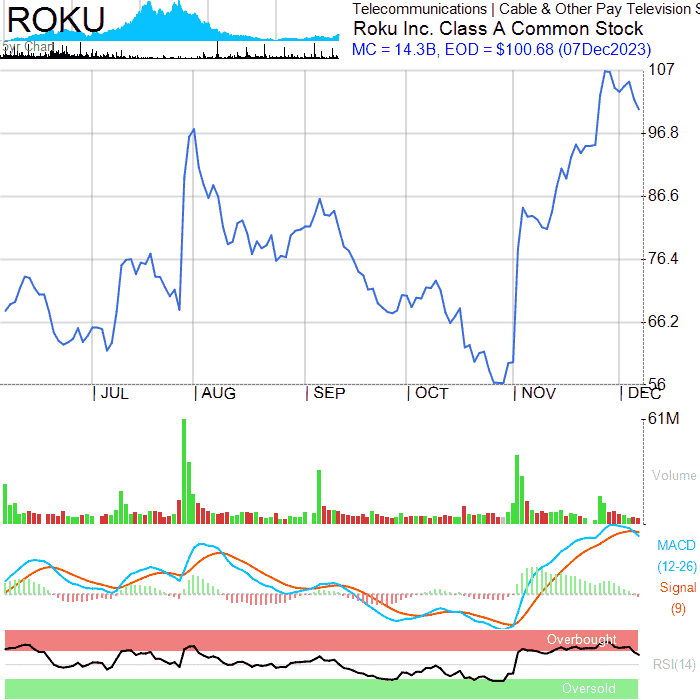 ROKU
5yr Chart
Telecommunications | Cable & Other Pay Television S
Roku Inc. Class A Common Stock
MC = 14.3B, EOD = $100.68 (07Dec2023)
107
96.8
86.6
76.4
66.2
56
JUL AUG SEP OCT NOV DEC
61M
Volume
MACD
(12-26)
Signal
(9)
Overbought
RSI(14)
Oversold